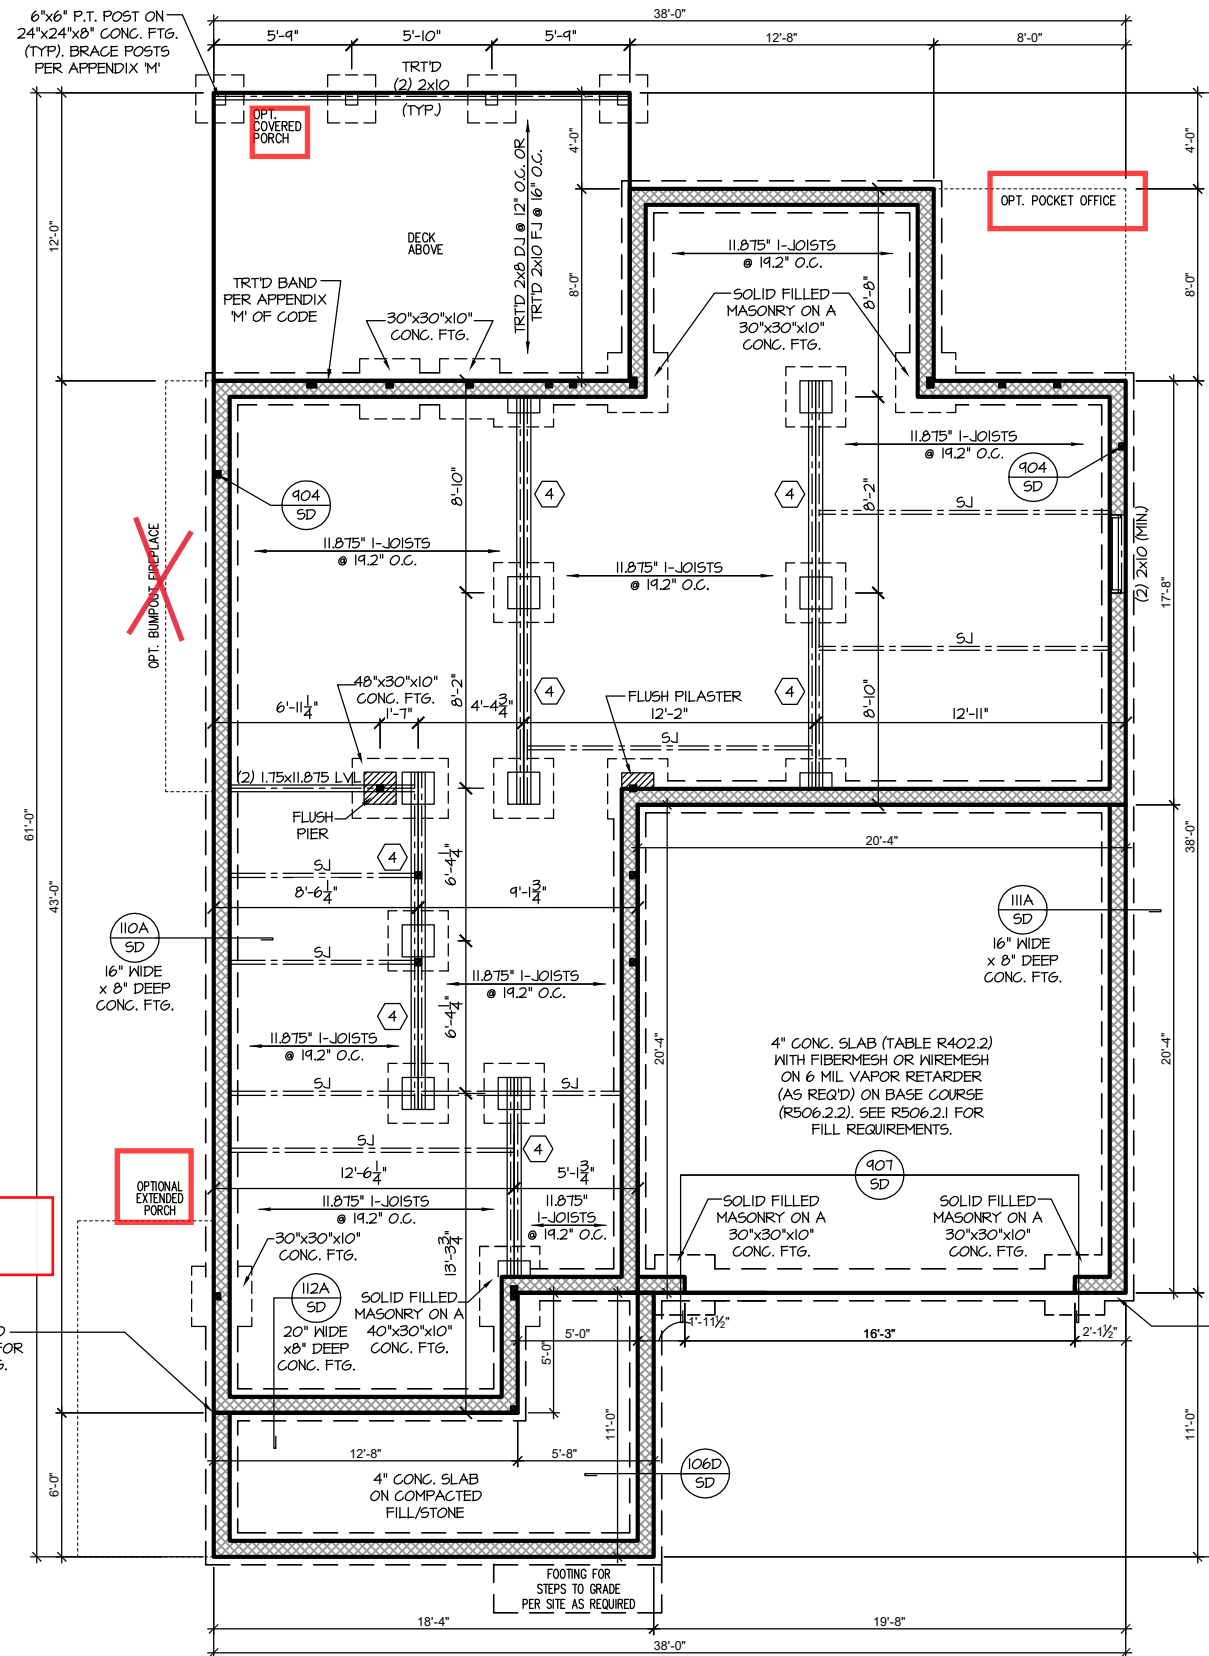 6"x6" P.T. POST ON
24"x24"x8" CONC. FTG.
(TYP). BRACE POSTS
PER APPENDIX 'M'
38'-0"
5'-9"
5'-10"
5'-9"
12'-8"
8'-0"
TRT'D
(2) 2x10
(TYP.)
OPT.
COVERED
PORCH
4'-0"
4'-0"
OPT. POCKET OFFICE
12'-0"
DECK
ABOVE
TRT'D 2x8 DJ @ 12" O.C. OR
TRT'D 2x10 FJ @ 16" O.C.
8'-0"
8'-0"
11.875" I-JOISTS
@ 19.2" O.C.
8'-8"
TRT'D BAND
PER APPENDIX
'M' OF CODE
30"x30"x10"
CONC. FTG.
SOLID FILLED
MASONRY ON A
30"x30"x10"
CONC. FTG.
11.875" I-JOISTS
@ 19.2" O.C.
904
SD
904
SD
8'-10"
4
4
8'-2"
SJ
(2) 2x10 (MIN.)
17'-8"
OPT. BUMPOUT FIREPLACE
11.875" I-JOISTS
@ 19.2" O.C.
11.875" I-JOISTS
@ 19.2" O.C.
SJ
48"x30"x10"
CONC. FTG.
8'-2"
4
4
8'-10"
FLUSH PILASTER
6'-11 1/4"
1'-7"
4'-4 3/4"
12'-2"
12'-11"
SJ
(2) 1.75x11.875 LVL
FLUSH
PIER
61'-0"
43'-0"
38'-0"
4
6'-4 1/4"
20'-4"
SJ
8'-6 1/4"
9'-1 3/4"
110A
SD
16" WIDE
x 8" DEEP
CONC. FTG.
111A
SD
16" WIDE
x 8" DEEP
CONC. FTG.
SJ
11.875" I-JOISTS
@ 19.2" O.C.
4
6'-4 1/4"
11.875" I-JOISTS
@ 19.2" O.C.
20'-4"
20'-4"
4" CONC. SLAB (TABLE R402.2)
WITH FIBERMESH OR WIREMESH
ON 6 MIL VAPOR RETARDER
(AS REQ'D) ON BASE COURSE
(R506.2.2). SEE R506.2.1 FOR
FILL REQUIREMENTS.
SJ
SJ
SJ
4
907
SD
OPTIONAL
EXTENDED
PORCH
12'-6 1/4"
5'-1 3/4"
11.875" I-JOISTS
@ 19.2" O.C.
11.875"
I-JOISTS
@ 19.2" O.C.
SOLID FILLED
MASONRY ON A
30"x30"x10"
CONC. FTG.
SOLID FILLED
MASONRY ON A
30"x30"x10"
CONC. FTG.
30"x30"x10"
CONC. FTG.
13'-3 3/4"
112A
SD
20" WIDE
x8" DEEP
CONC. FTG.
SOLID FILLED
MASONRY ON A
40"x30"x10"
CONC. FTG.
FOR
5'-0"
5'-0"
1'-11½"
16'-3"
2'-1½"
11'-0"
11'-0"
12'-8"
5'-8"
6'-0"
4" CONC. SLAB
ON COMPACTED
FILL/STONE
106D
SD
FOOTING FOR
STEPS TO GRADE
PER SITE AS REQUIRED
18'-4"
19'-8"
38'-0"